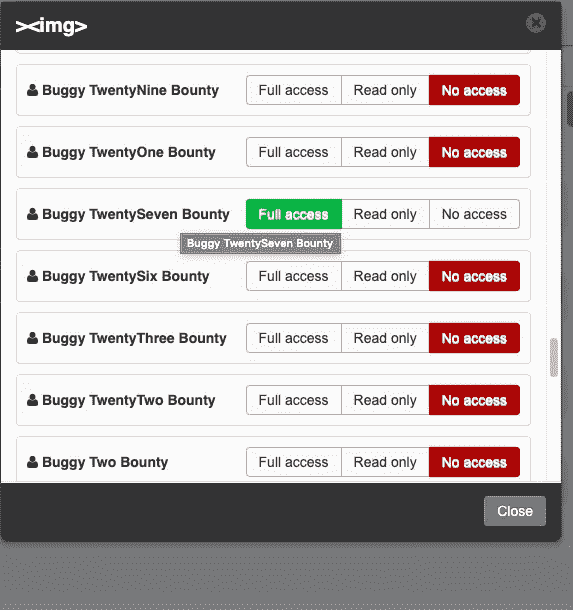 ><img>
Buggy TwentyNine Bounty Full access Read only No access
Buggy TwentyOne Bounty Full access Read only No access
Buggy TwentySeven Bounty Full access Read only No access
Buggy TwentySeven Bounty
Buggy TwentySix Bounty Full access Read only No access
Buggy TwentyThree Bounty Full access Read only No access
Buggy TwentyTwo Bounty Full access Read only No access
Buggy Two Bounty Full access Read only No access
Close